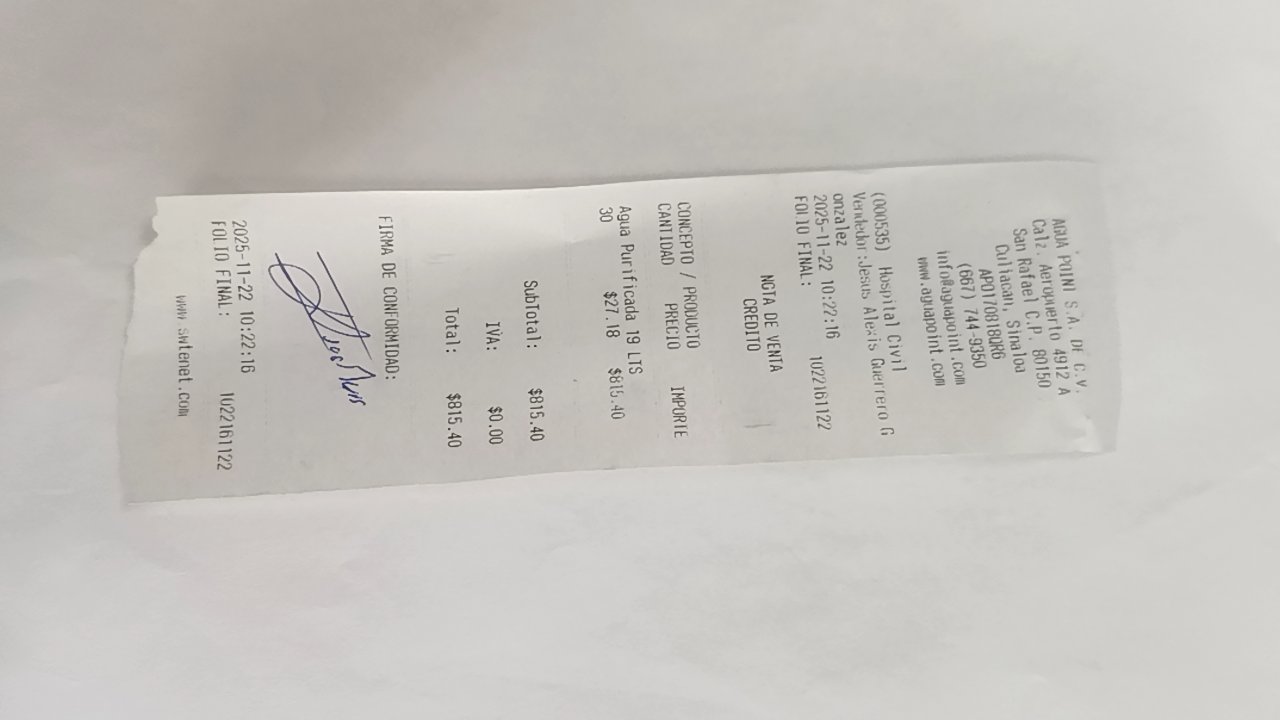 AGUA POINT S.A. DE C.V.
Calz. Aeropuerto 4912 A
San Rafael C.P. 80150
Culiacan, Sinaloa
APO170818QR6
(667) 744-9350
info@aguapoint.com
www.aguapoint.com
(000535) Hospital Civil
Vendedor:Jesus Alexis Guerrero G
onzalez
2025-11-22 10:22:16
FOLIO FINAL: 1022161122
NOTA DE VENTA
CREDITO
CONCEPTO / PRODUCTO
CANTIDAD PRECIO IMPORTE
Agua Purificada 19 LTS
30 $27.18 $815.40
SubTotal: $815.40
IVA: $0.00
Total: $815.40
FIRMA DE CONFORMIDAD:
2025-11-22 10:22:16
FOLIO FINAL: 1022161122
www.swtenet.com